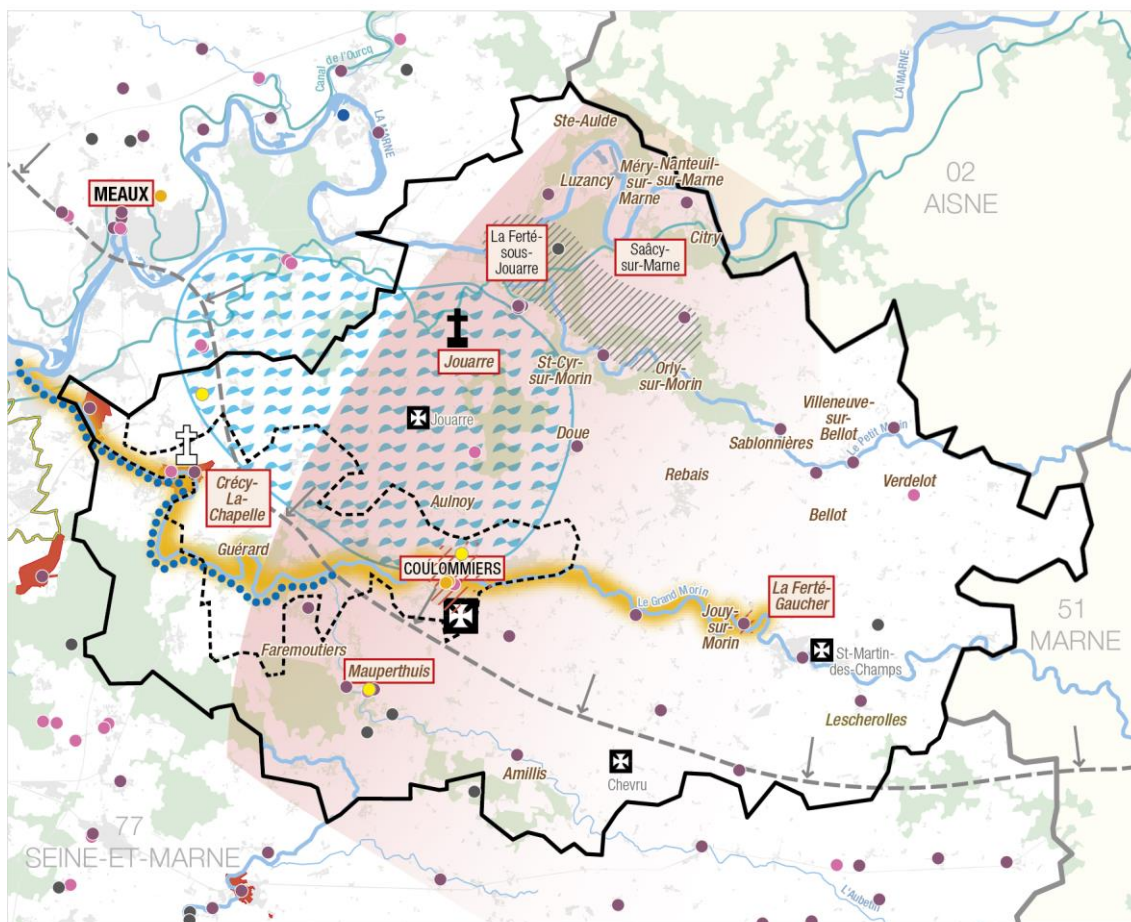 Canal
de l'Ourcq
LA MARNE
LA MARNE
Ste-Aulde
02
AISNE
Méry-
sur-
Marne
Nanteuil-
sur-Marne
Luzancy
MEAUX
Citry
La Ferté-
sous-
Jouarre
Saâcy-
sur-Marne
Jouarre
St-Cyr-
sur-Morin
Orly-
sur-Morin
Jouarre
Villeneuve-
sur-
Bellot
Doue
Sablonnières
Le Petit Morin
Rebais
Verdelot
Crécy-
La-
Chapelle
Aulnoy
Bellot
Guérard
COULOMMIERS
La Ferté-
Gaucher
Le Grand Morin
Jouy-
sur-
Morin
51
MARNE
St-Martin-
des-Champs
Faremoutiers
Mauperthuis
Lescherolles
Amillis
Chevru
77
SEINE-ET-MARNE
L'Aubetin